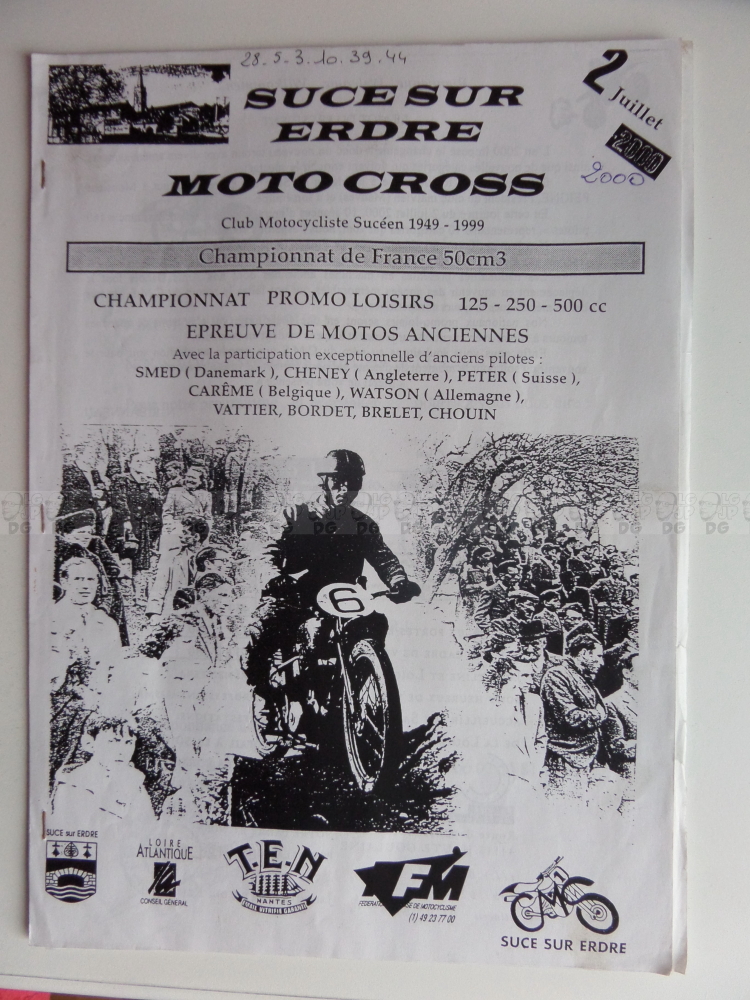 28.5.3.10.39.44
SUCE SUR
ERDRE
MOTO CROSS
2
Juillet
2000
2000
Club Motocycliste Sucéen 1949 - 1999
Championnat de France 50cm3
CHAMPIONNAT PROMO LOISIRS 125 - 250 - 500 cc
EPREUVE DE MOTOS ANCIENNES
Avec la participation exceptionnelle d'anciens pilotes :
SMED ( Danemark ), CHENEY ( Angleterre ), PETER ( Suisse ),
CARÊME ( Belgique ), WATSON ( Allemagne ),
VATTIER, BORDET, BRELET, CHOUIN
6
SUCE sur ERDRE
LOIRE
ATLANTIQUE
CONSEIL GÉNÉRAL
T.E.N
NANTES
FFM
(1) 49 23 77 00
CMS
SUCE SUR ERDRE